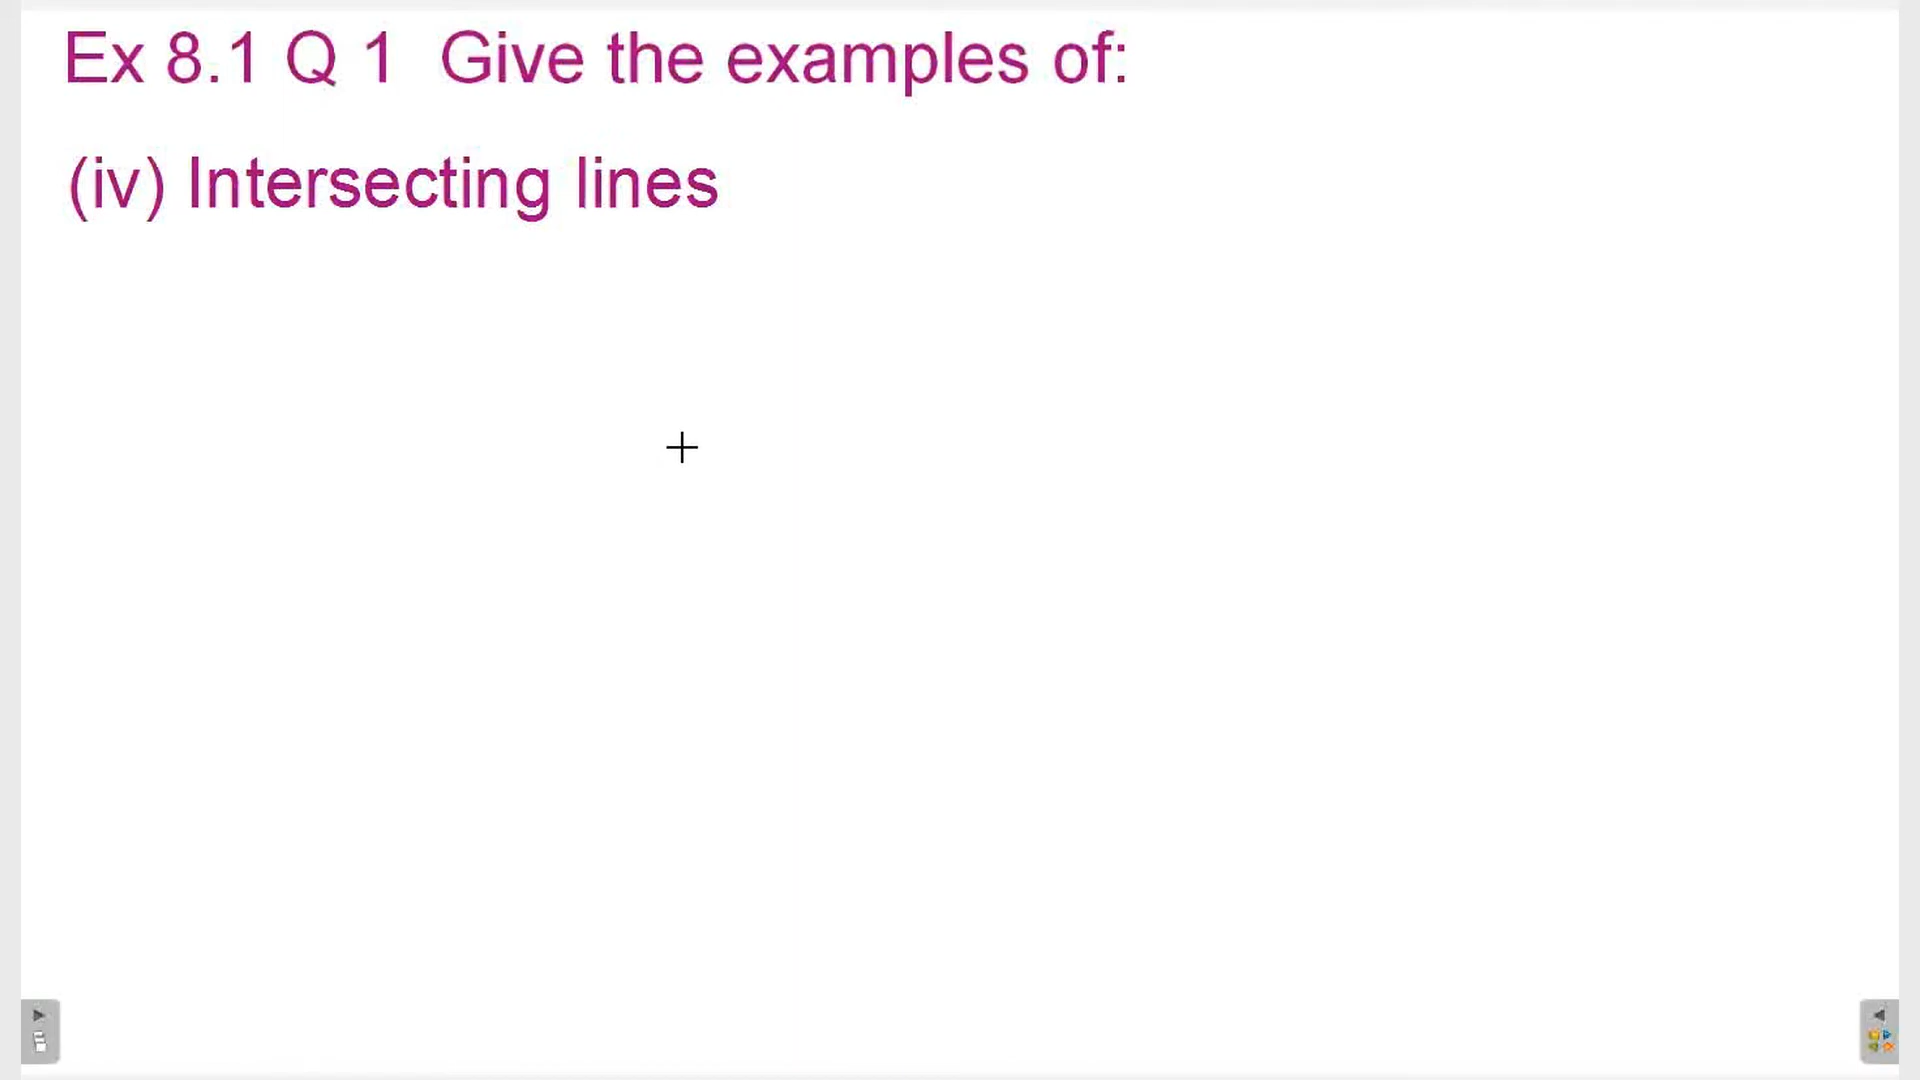 Ex 8.1 Q 1 Give the examples of:
(iv) Intersecting lines